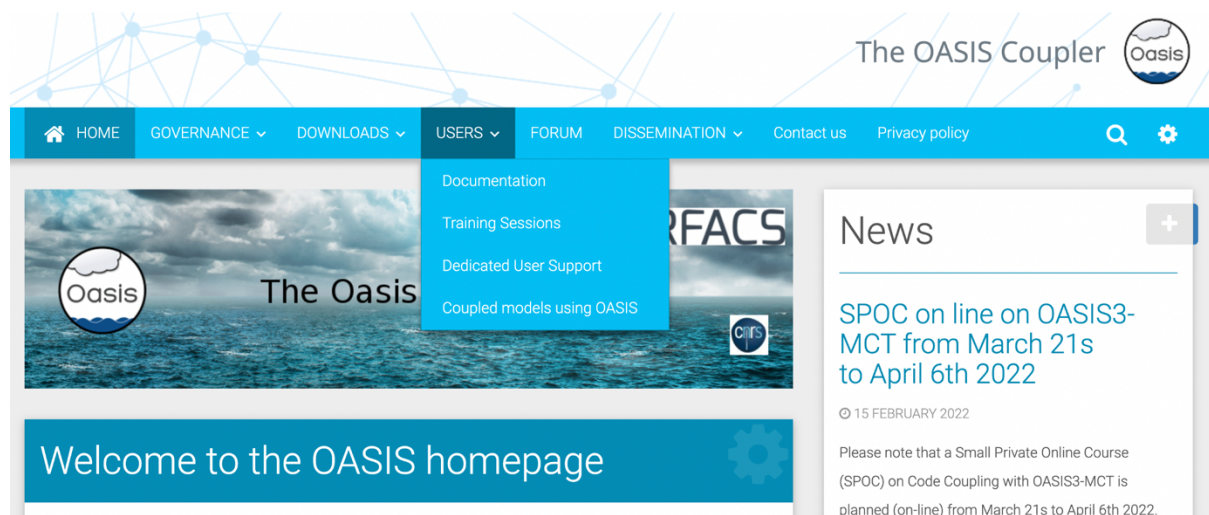 The OASIS Coupler
Oasis
HOME GOVERNANCE DOWNLOADS USERS FORUM DISSEMINATION Contact us Privacy policy
Documentation
Training Sessions
Dedicated User Support
Coupled models using OASIS
Oasis
The Oasis
cnrs
Welcome to the OASIS homepage
News
SPOC on line on OASIS3-
MCT from March 21s
to April 6th 2022
15 FEBRUARY 2022
Please note that a Small Private Online Course
(SPOC) on Code Coupling with OASIS3-MCT is
planned (on-line) from March 21s to April 6th 2022.